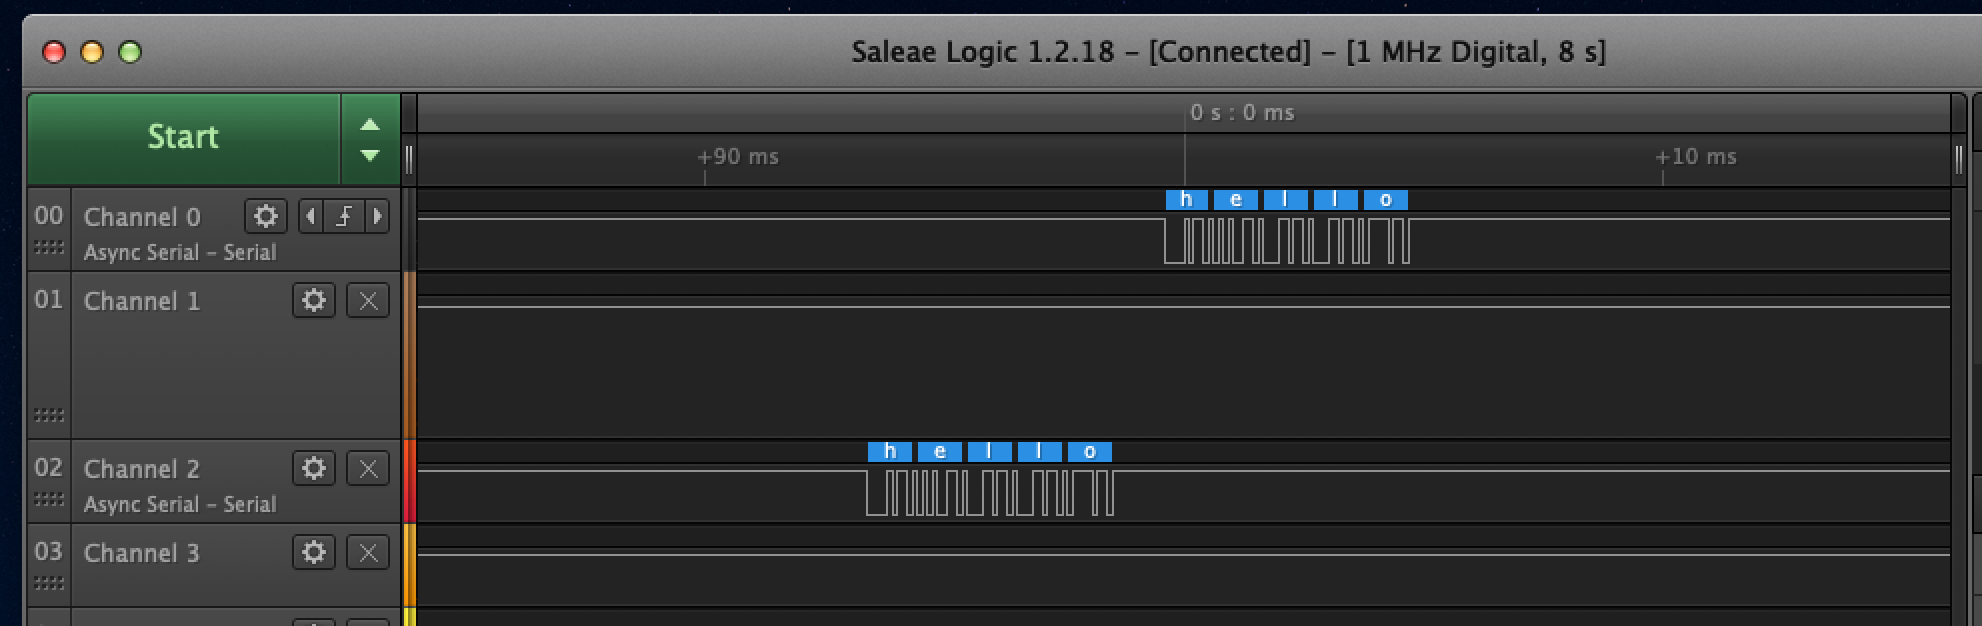 Saleae Logic 1.2.18 – [Connected] – [1 MHz Digital, 8 s]
Start
0 s : 0 ms
+90 ms
+10 ms
00 Channel 0
Async Serial – Serial
h e l l o
01 Channel 1
02 Channel 2
Async Serial – Serial
h e l l o
03 Channel 3